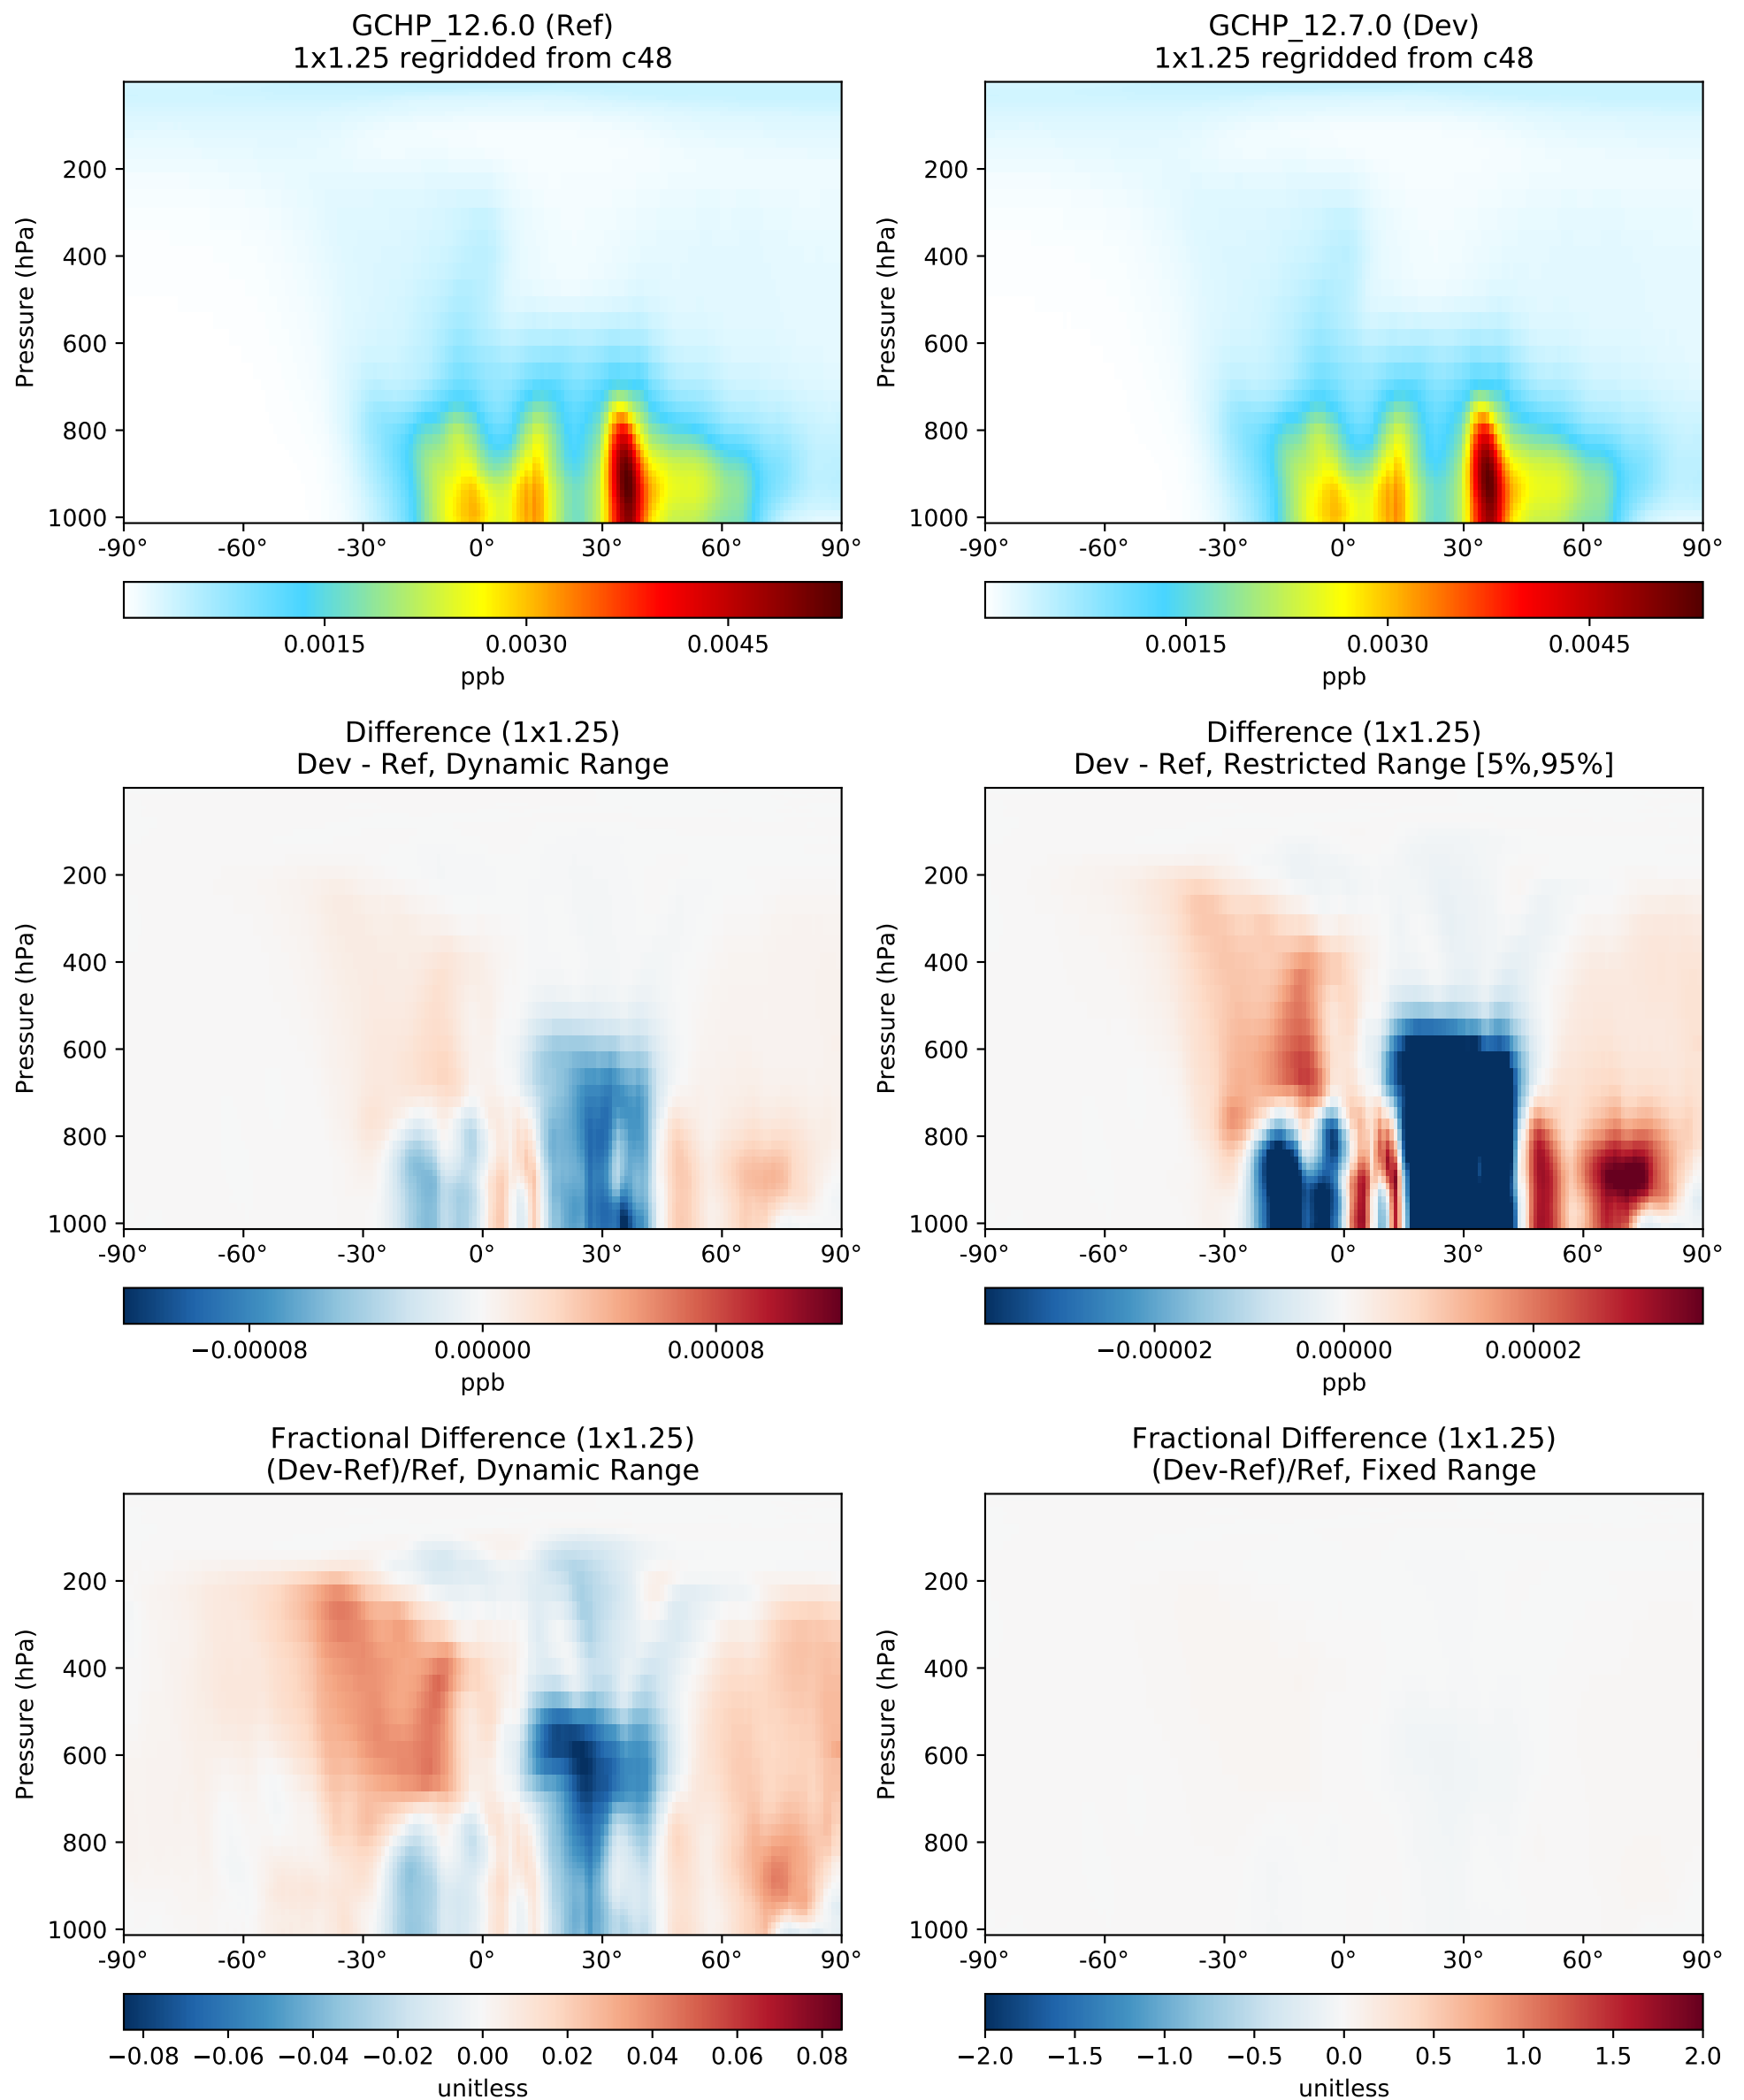 GCHP_12.6.0 (Ref)
1x1.25 regridded from c48
Pressure (hPa)
200
400
600
800
1000
-90° -60° -30° 0° 30° 60° 90°
0.0015 0.0030 0.0045
ppb
GCHP_12.7.0 (Dev)
1x1.25 regridded from c48
Pressure (hPa)
200
400
600
800
1000
-90° -60° -30° 0° 30° 60° 90°
0.0015 0.0030 0.0045
ppb
Difference (1x1.25)
Dev - Ref, Dynamic Range
Pressure (hPa)
200
400
600
800
1000
-90° -60° -30° 0° 30° 60° 90°
−0.00008 0.00000 0.00008
ppb
Difference (1x1.25)
Dev - Ref, Restricted Range [5%,95%]
Pressure (hPa)
200
400
600
800
1000
-90° -60° -30° 0° 30° 60° 90°
−0.00002 0.00000 0.00002
ppb
Fractional Difference (1x1.25)
(Dev-Ref)/Ref, Dynamic Range
Pressure (hPa)
200
400
600
800
1000
-90° -60° -30° 0° 30° 60° 90°
−0.08 −0.06 −0.04 −0.02 0.00 0.02 0.04 0.06 0.08
unitless
Fractional Difference (1x1.25)
(Dev-Ref)/Ref, Fixed Range
Pressure (hPa)
200
400
600
800
1000
-90° -60° -30° 0° 30° 60° 90°
−2.0 −1.5 −1.0 −0.5 0.0 0.5 1.0 1.5 2.0
unitless